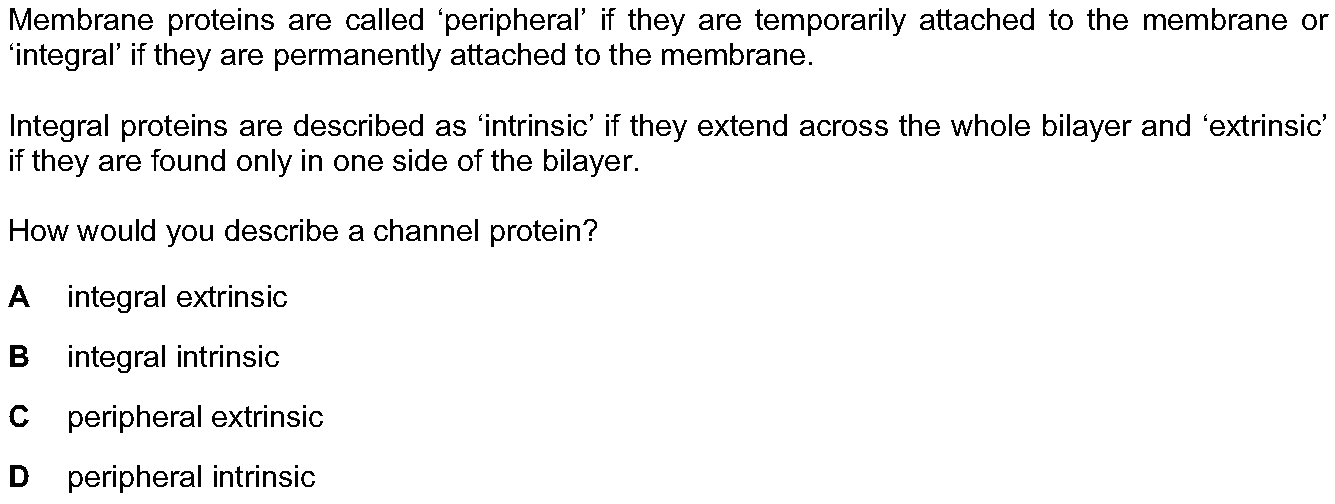 Membrane proteins are called ‘peripheral’ if they are temporarily attached to the membrane or
‘integral’ if they are permanently attached to the membrane.
Integral proteins are described as ‘intrinsic’ if they extend across the whole bilayer and ‘extrinsic’
if they are found only in one side of the bilayer.
How would you describe a channel protein?
A integral extrinsic
B integral intrinsic
C peripheral extrinsic
D peripheral intrinsic